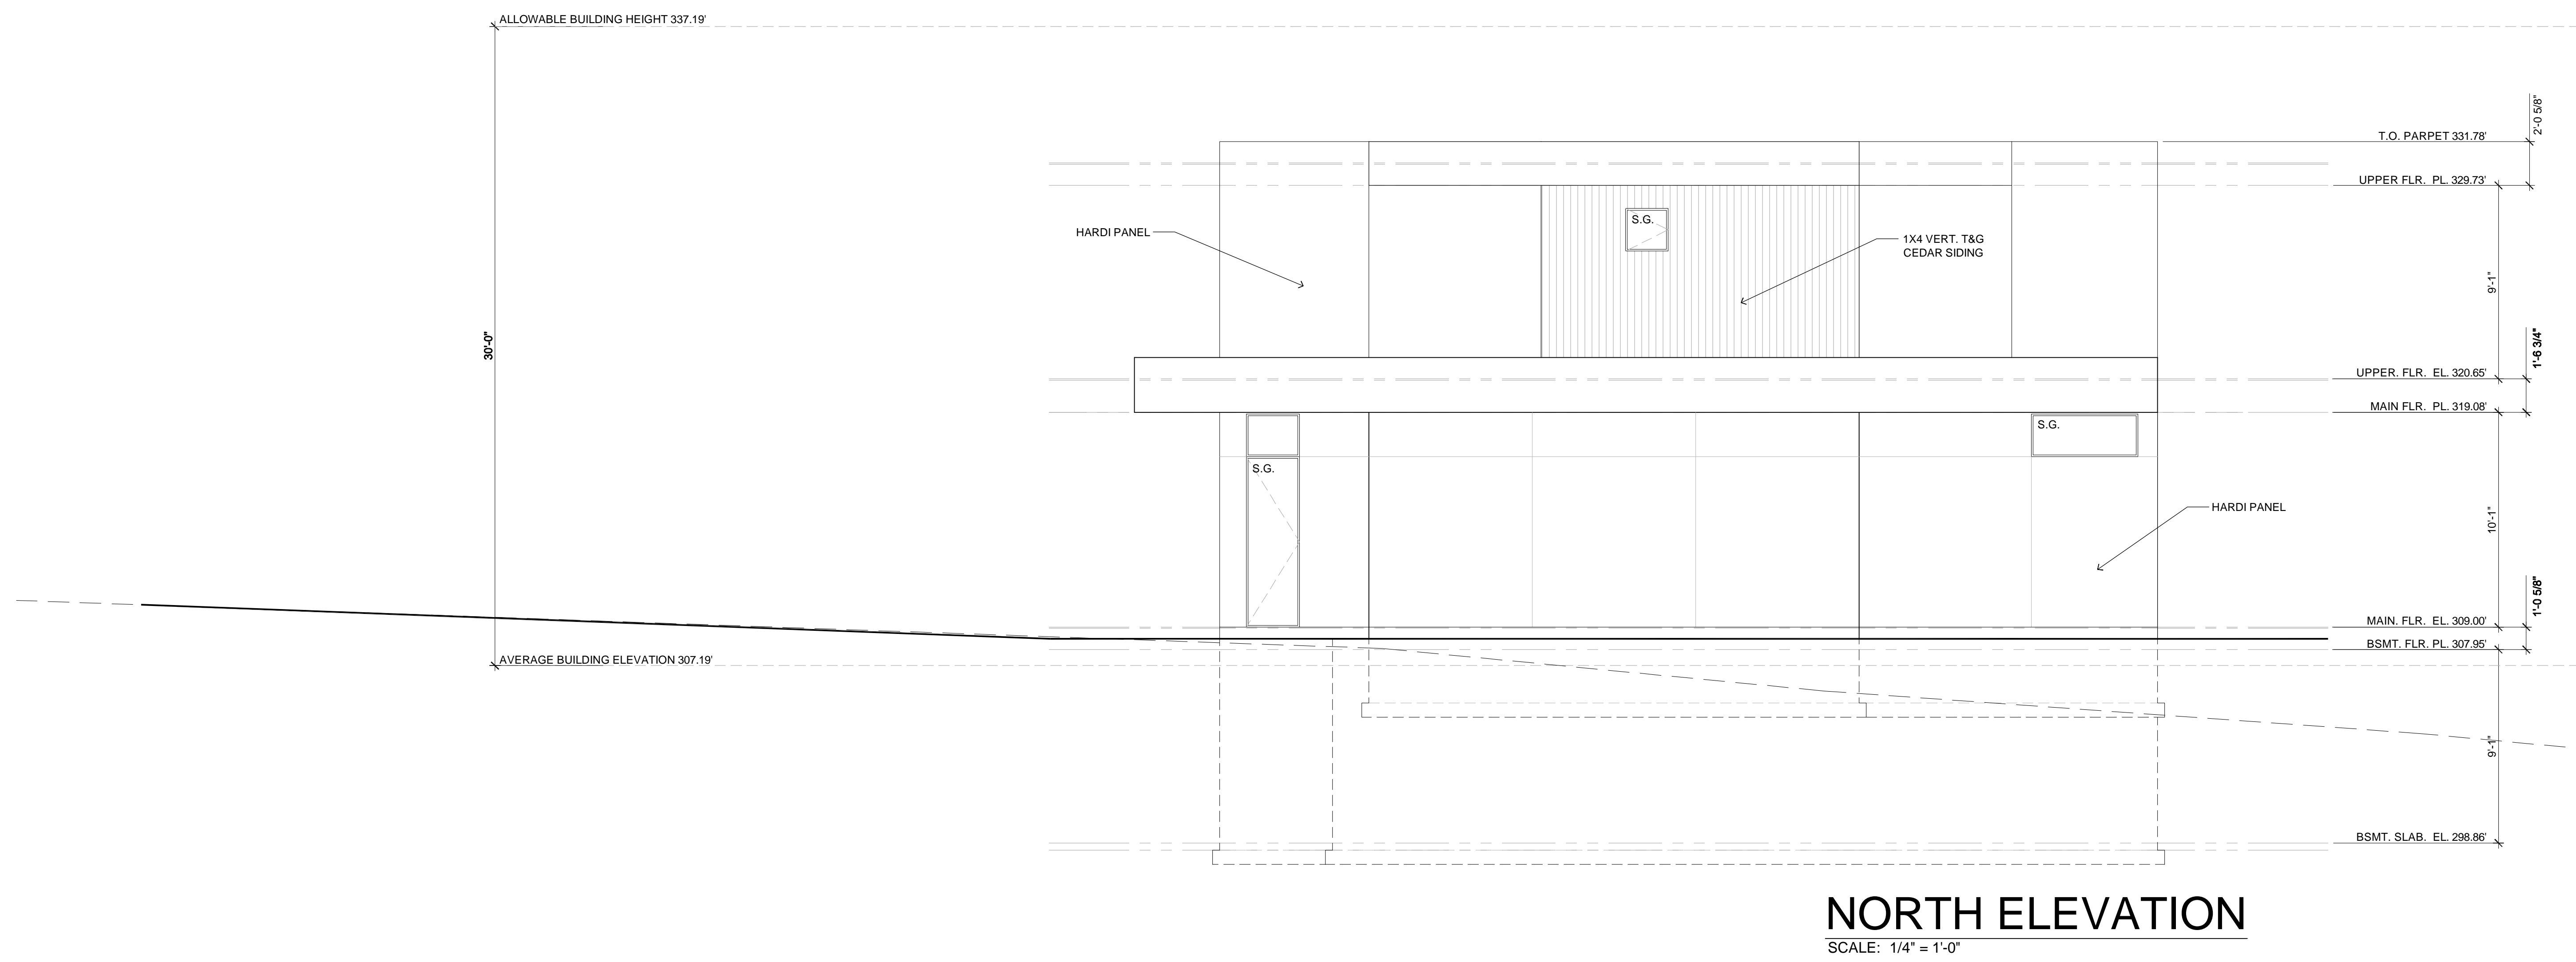 ALLOWABLE BUILDING HEIGHT 337.19'
2'-0 5/8"
T.O. PARPET 331.78'
UPPER FLR. PL. 329.73'
S.G.
HARDI PANEL
1X4 VERT. T&G
CEDAR SIDING
9'-1"
30'-0"
1'-6 3/4"
UPPER. FLR. EL. 320.65'
MAIN FLR. PL. 319.08'
S.G.
S.G.
HARDI PANEL
10'-1"
1'-0 5/8"
MAIN. FLR. EL. 309.00'
BSMT. FLR. PL. 307.95'
AVERAGE BUILDING ELEVATION 307.19'
9'-1"
BSMT. SLAB. EL. 298.86'
NORTH ELEVATION
SCALE: 1/4" = 1'-0"